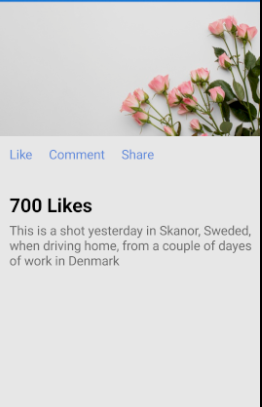 Like Comment Share
700 Likes
This is a shot yesterday in Skanor, Sweded,
when driving home, from a couple of dayes
of work in Denmark